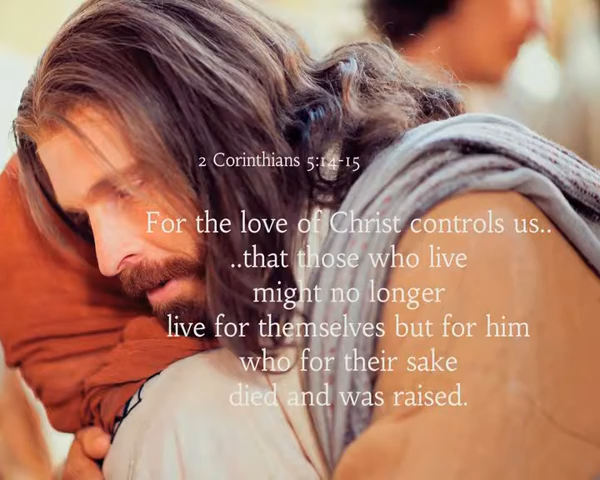 2 Corinthians 5:14-15
For the love of Christ controls us..
..that those who live
might no longer
live for themselves but for him
who for their sake
died and was raised.